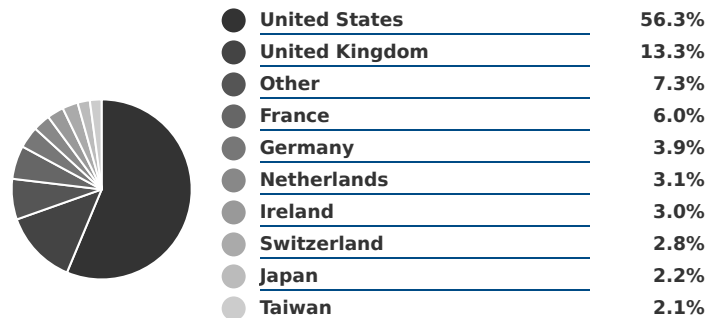 United States 56.3%
United Kingdom 13.3%
Other 7.3%
France 6.0%
Germany 3.9%
Netherlands 3.1%
Ireland 3.0%
Switzerland 2.8%
Japan 2.2%
Taiwan 2.1%